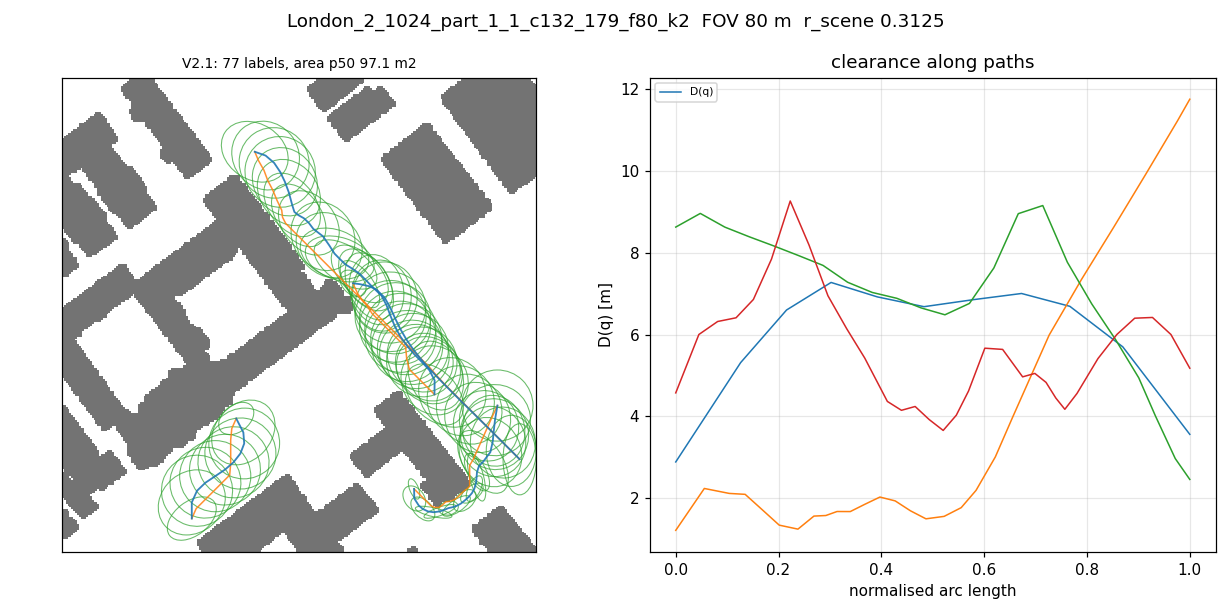 London_2_1024_part_1_1_c132_179_f80_k2  FOV 80 m  r_scene 0.3125
V2.1: 77 labels, area p50 97.1 m2
clearance along paths
D(q)
12
10
8
6
4
2
D(q) [m]
0.0 0.2 0.4 0.6 0.8 1.0
normalised arc length